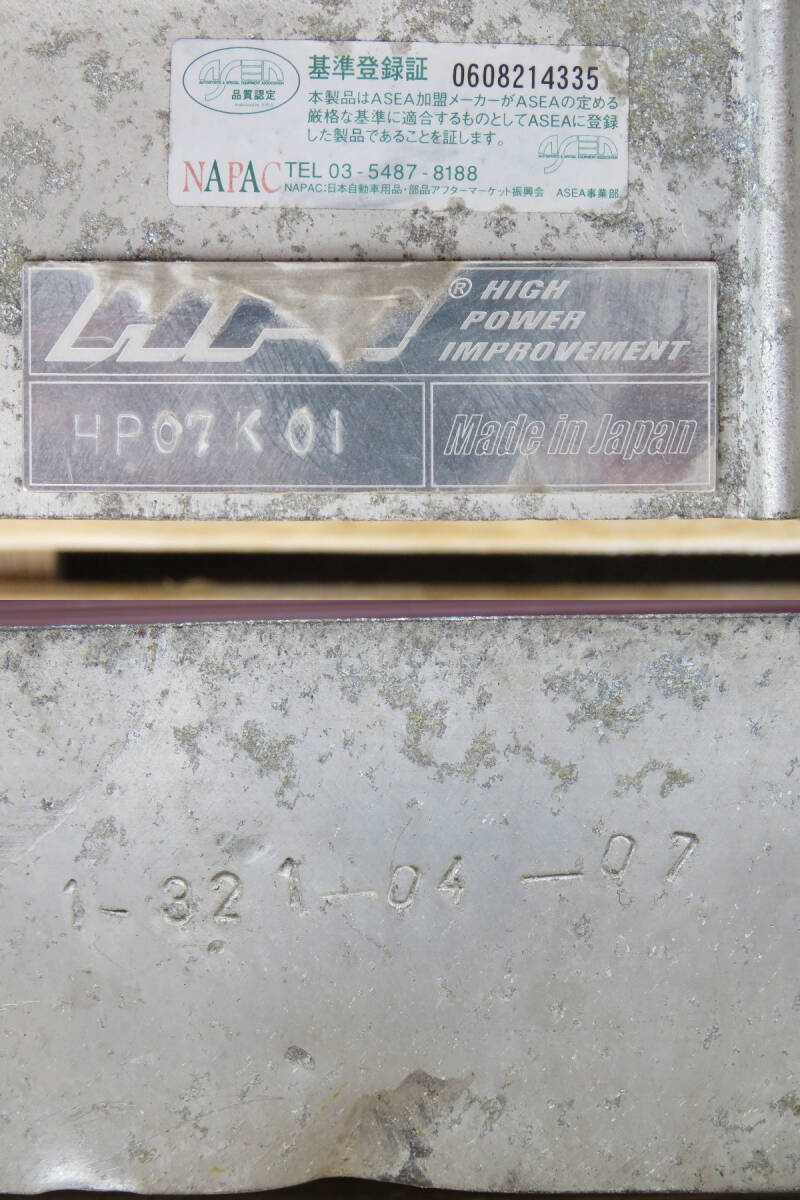 ASEA
品質認定
基準登録証 0608214335
本製品はASEA加盟メーカーがASEAの定める
厳格な基準に適合するものとしてASEAに登録
した製品であることを証します。
ASEA
NAPAC TEL 03-5487-8188
NAPAC:日本自動車用品・部品アフターマーケット振興会 ASEA事業部
® HIGH
POWER
IMPROVEMENT
HP07K01
Made in Japan
1-321-04-07